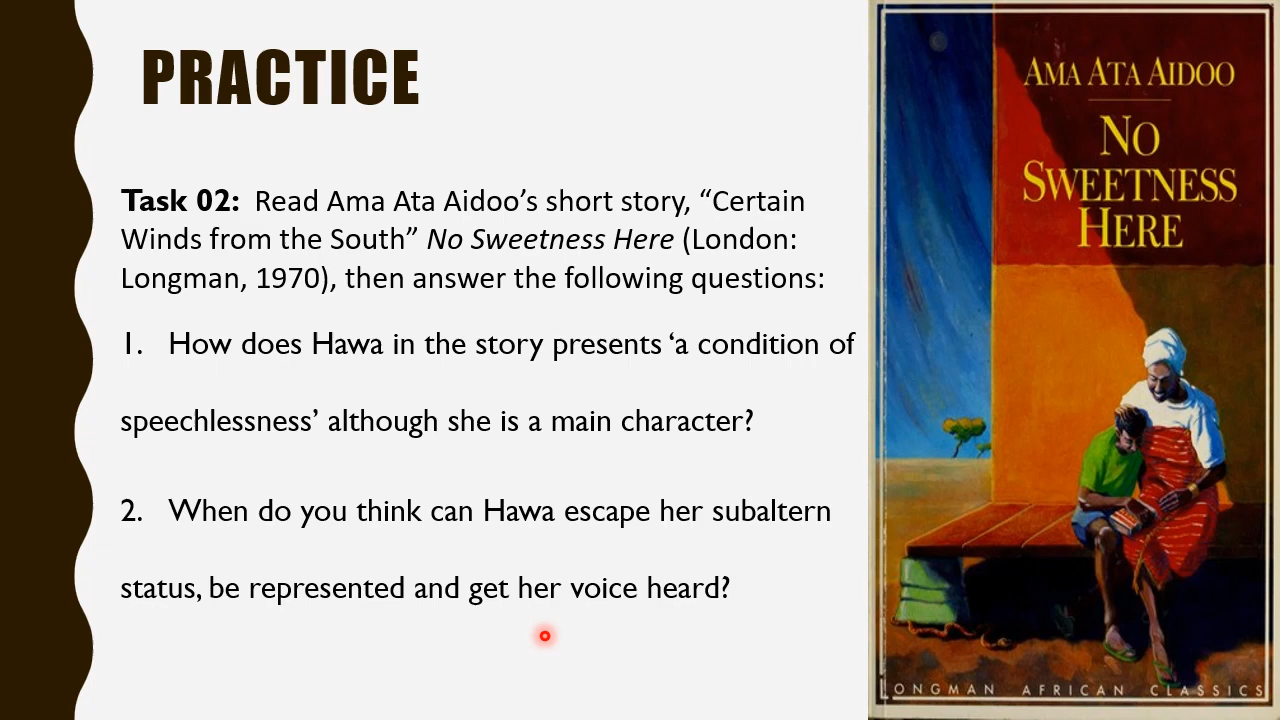 PRACTICE
Task 02: Read Ama Ata Aidoo’s short story, “Certain
Winds from the South” No Sweetness Here (London:
Longman, 1970), then answer the following questions:
1. How does Hawa in the story presents ‘a condition of
speechlessness’ although she is a main character?
2. When do you think can Hawa escape her subaltern
status, be represented and get her voice heard?
AMA ATA AIDOO
NO
SWEETNESS
HERE
LONGMAN AFRICAN CLASSICS